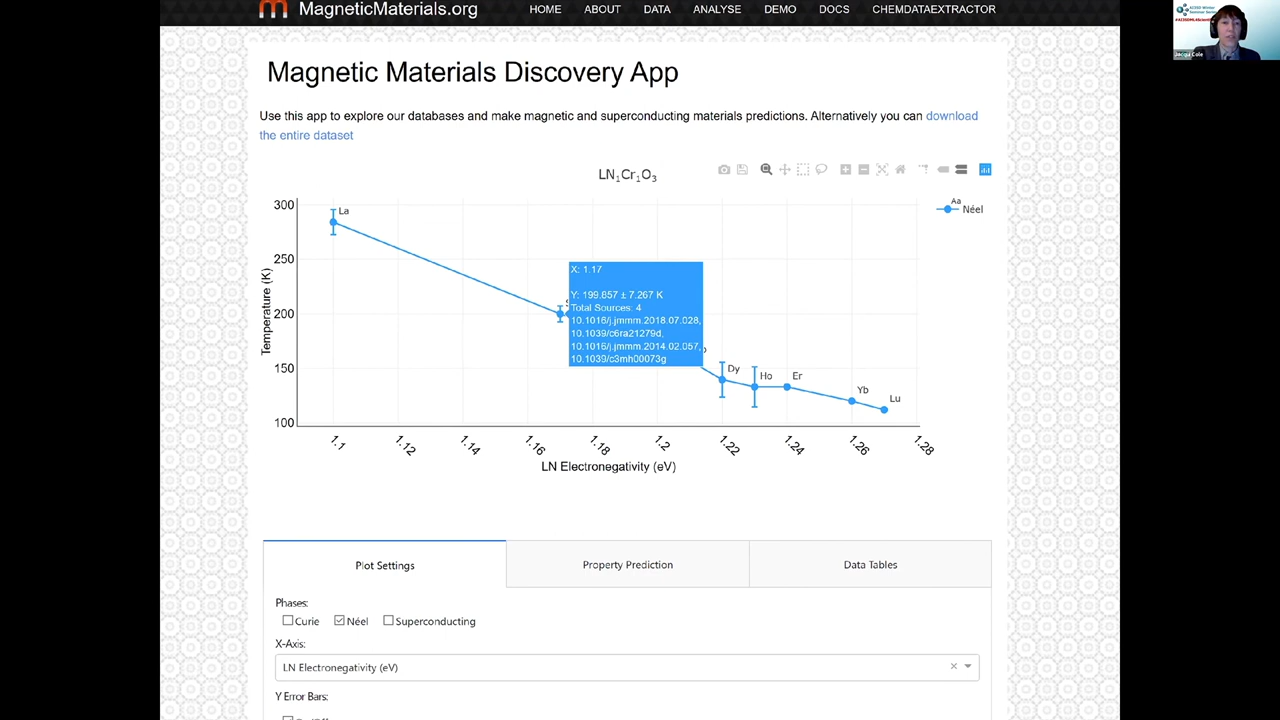 MagneticMaterials.org
HOME ABOUT DATA ANALYSE DEMO DOCS CHEMDATAEXTRACTOR
Jacqui Cole
Magnetic Materials Discovery App
Use this app to explore our databases and make magnetic and superconducting materials predictions. Alternatively you can download
the entire dataset
LN₁Cr₁O₃
Aa
Néel
300
250
200
150
100
Temperature (K)
La
X: 1.17
Y: 199.857 ± 7.267 K
Total Sources: 4
10.1016/j.jmmm.2018.07.028,
10.1039/c6ra21279d,
10.1016/j.jmmm.2014.02.057,
10.1039/c3mh00073g
Dy
Ho
Er
Yb
Lu
1.1 1.12 1.14 1.16 1.18 1.2 1.22 1.24 1.26 1.28
LN Electronegativity (eV)
Plot Settings
Property Prediction
Data Tables
Phases:
Curie Néel Superconducting
X-Axis:
LN Electronegativity (eV)
Y Error Bars: